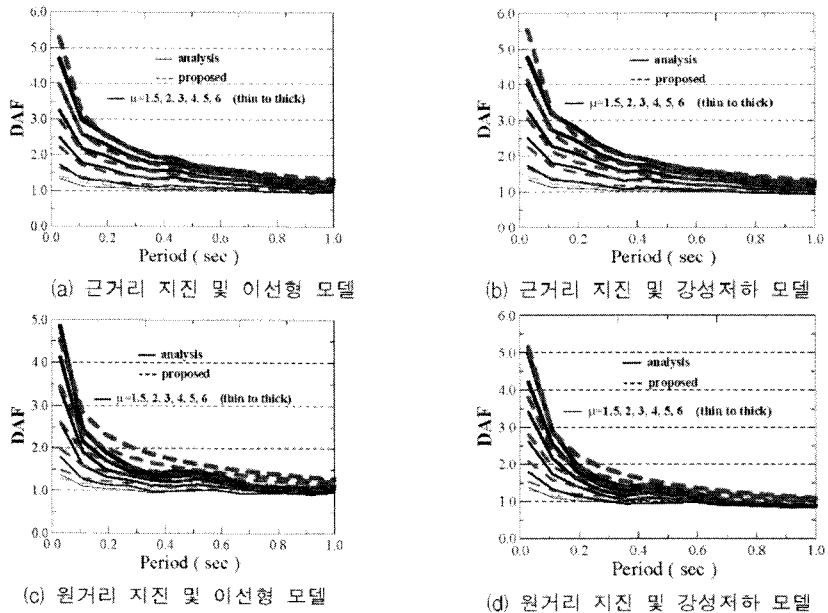 6.0
5.0
4.0
3.0
2.0
1.0
0.0
DAF
analysis
proposed
μ=1.5, 2, 3, 4, 5, 6 (thin to thick)
0.0 0.2 0.4 0.6 0.8 1.0
Period ( sec )
(a) 근거리 지진 및 이선형 모델
6.0
5.0
4.0
3.0
2.0
1.0
0.0
DAF
analysis
proposed
μ=1.5, 2, 3, 4, 5, 6 (thin to thick)
0.0 0.2 0.4 0.6 0.8 1.0
Period ( sec )
(b) 근거리 지진 및 강성저하 모델
5.0
4.0
3.0
2.0
1.0
0.0
DAF
analysis
proposed
μ=1.5, 2, 3, 4, 5, 6 (thin to thick)
0.0 0.2 0.4 0.6 0.8 1.0
Period ( sec )
(c) 원거리 지진 및 이선형 모델
6.0
5.0
4.0
3.0
2.0
1.0
0.0
DAF
analysis
proposed
μ=1.5, 2, 3, 4, 5, 6 (thin to thick)
0.0 0.2 0.4 0.6 0.8 1.0
Period ( sec )
(d) 원거리 지진 및 강성저하 모델